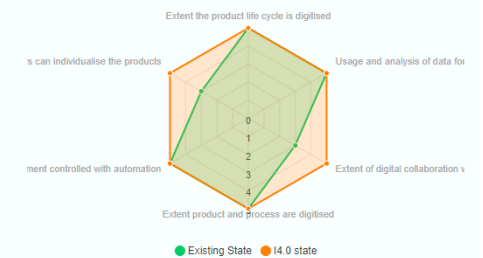 Extent the product life cycle is digitised
s can individualise the products
Usage and analysis of data for
0
1
2
3
4
ment controlled with automation
Extent of digital collaboration
Extent product and process are digitised
Existing State
I4.0 state